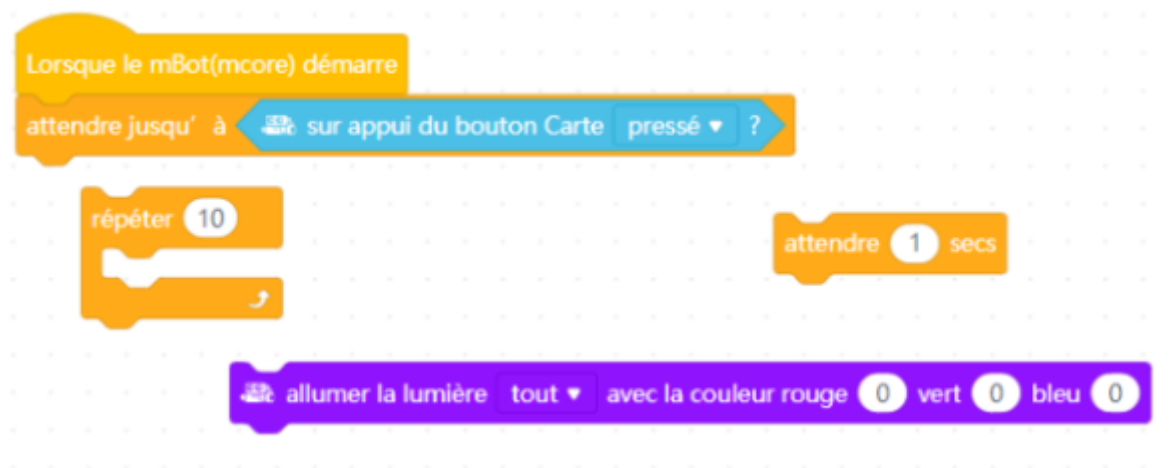 Lorsque le mBot(mcore) démarre
attendre jusqu' à sur appui du bouton Carte pressé ▼ ?
répéter 10
attendre 1 secs
allumer la lumière tout ▼ avec la couleur rouge 0 vert 0 bleu 0